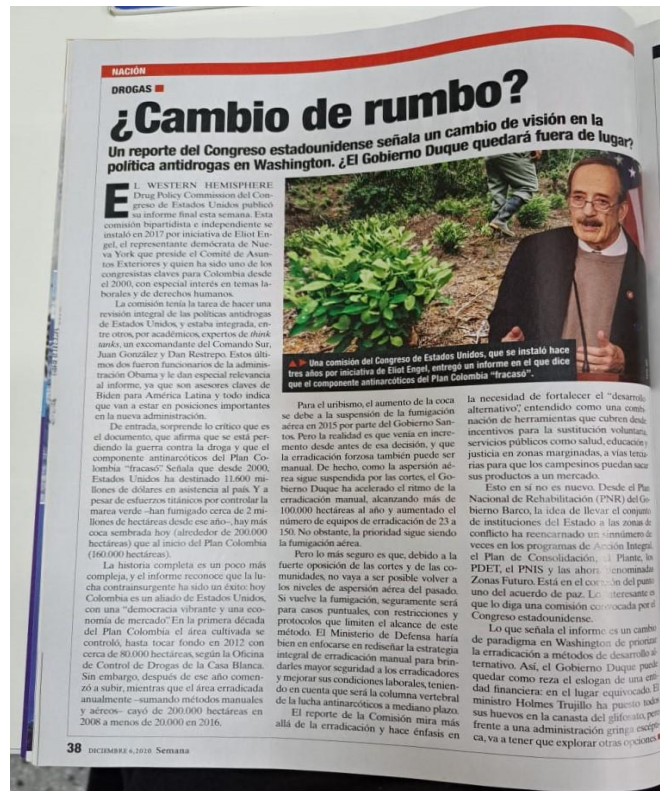 NACIÓN
DROGAS
¿Cambio de rumbo?
Un reporte del Congreso estadounidense señala un cambio de visión en la
política antidrogas en Washington. ¿El Gobierno Duque quedará fuera de lugar?
EL WESTERN HEMISPHERE
Drug Policy Commission del Con-
greso de Estados Unidos publicó
su informe final esta semana. Esta
comisión bipartidista e independiente se
instaló en 2017 por iniciativa de Eliot En-
gel, el representante demócrata de Nue-
va York que preside el Comité de Asun-
tos Exteriores y quien ha sido uno de los
congresistas claves para Colombia desde
el 2000, con especial interés en temas la-
borales y de derechos humanos.
La comisión tenía la tarea de hacer una
revisión integral de las políticas antidrogas
de Estados Unidos, y estaba integrada, en-
tre otros, por académicos, expertos de think
tanks, un excomandante del Comando Sur,
Juan González y Dan Restrepo. Estos últi-
mos dos fueron funcionarios de la adminis-
tración Obama y le dan especial relevancia
al informe, ya que son asesores claves de
Biden para América Latina y todo indica
que van a estar en posiciones importantes
en la nueva administración.
De entrada, sorprende lo crítico que es
el documento, que afirma que se está per-
diendo la guerra contra la droga y que el
componente antinarcóticos del Plan Co-
lombia “fracasó”. Señala que desde 2000,
Estados Unidos ha destinado 11.600 mi-
llones de dólares en asistencia al país. Y a
pesar de esfuerzos titánicos por controlar la
marea verde –han fumigado cerca de 2 mi-
llones de hectáreas desde ese año–, hay más
coca sembrada hoy (alrededor de 200.000
hectáreas) que al inicio del Plan Colombia
(160.000 hectáreas).
La historia completa es un poco más
compleja, y el informe reconoce que la lu-
cha contrainsurgente ha sido un éxito: hoy
Colombia es un aliado de Estados Unidos,
con una “democracia vibrante y una eco-
nomía de mercado”. En la primera década
del Plan Colombia el área cultivada se
controló, hasta tocar fondo en 2012 con
cerca de 80.000 hectáreas, según la Oficina
de Control de Drogas de la Casa Blanca.
Sin embargo, después de ese año comen-
zó a subir, mientras que el área erradicada
anualmente –sumando métodos manuales
y aéreos– cayó de 200.000 hectáreas en
2008 a menos de 20.000 en 2016.
Una comisión del Congreso de Estados Unidos, que se instaló hace
tres años por iniciativa de Eliot Engel, entregó un informe en el que dice
que el componente antinarcóticos del Plan Colombia “fracasó”.
Para el uribismo, el aumento de la coca
se debe a la suspensión de la fumigación
aérea en 2015 por parte del Gobierno San-
tos. Pero la realidad es que venía en incre-
mento desde antes de esa decisión, y que
la erradicación forzosa también puede ser
manual. De hecho, como la aspersión aé-
rea sigue suspendida por las cortes, el Go-
bierno Duque ha acelerado el ritmo de la
erradicación manual, alcanzando más de
100.000 hectáreas al año y aumentado el
número de equipos de erradicación de 23 a
150. No obstante, la prioridad sigue siendo
la fumigación aérea.
Pero lo más seguro es que, debido a la
fuerte oposición de las cortes y de las co-
munidades, no vaya a ser posible volver a
los niveles de aspersión aérea del pasado.
Si vuelve la fumigación, seguramente será
para casos puntuales, con restricciones y
protocolos que limiten el alcance de este
método. El Ministerio de Defensa haría
bien en enfocarse en rediseñar la estrategia
integral de erradicación manual para brin-
darles mayor seguridad a los erradicadores
y mejorar sus condiciones laborales, tenien-
do en cuenta que será la columna vertebral
de la lucha antinarcóticos a mediano plazo.
El reporte de la Comisión mira más
allá de la erradicación y hace énfasis en
la necesidad de fortalecer el “desarrollo
alternativo”, entendido como una combi-
nación de herramientas que cubren desde
incentivos para la sustitución voluntaria,
servicios públicos como salud, educación y
justicia en zonas marginadas, a vías tercia-
rias para que los campesinos puedan sacar
sus productos a un mercado.
Esto en sí no es nuevo. Desde el Plan
Nacional de Rehabilitación (PNR) del Go-
bierno Barco, la idea de llevar el conjunto
de instituciones del Estado a las zonas de
conflicto ha reencarnado un sinnúmero de
veces en los programas de Acción Integral,
el Plan de Consolidación, el Plante, los
PDET, el PNIS y las ahora denominadas
Zonas Futuro. Está en el corazón del punto
uno del acuerdo de paz. Lo interesante es
que lo diga una comisión convocada por el
Congreso estadounidense.
Lo que señala el informe es un cambio
de paradigma en Washington de priorizar
la erradicación a métodos de desarrollo al-
ternativo. Así, el Gobierno Duque puede
quedar como reza el eslogan de una enti-
dad financiera: en el lugar equivocado. El
ministro Holmes Trujillo ha puesto todos
sus huevos en la canasta del glifosato, pero
frente a una administración gringa escépti-
ca, va a tener que explorar otras opciones.
38 DICIEMBRE 6, 2020 Semana